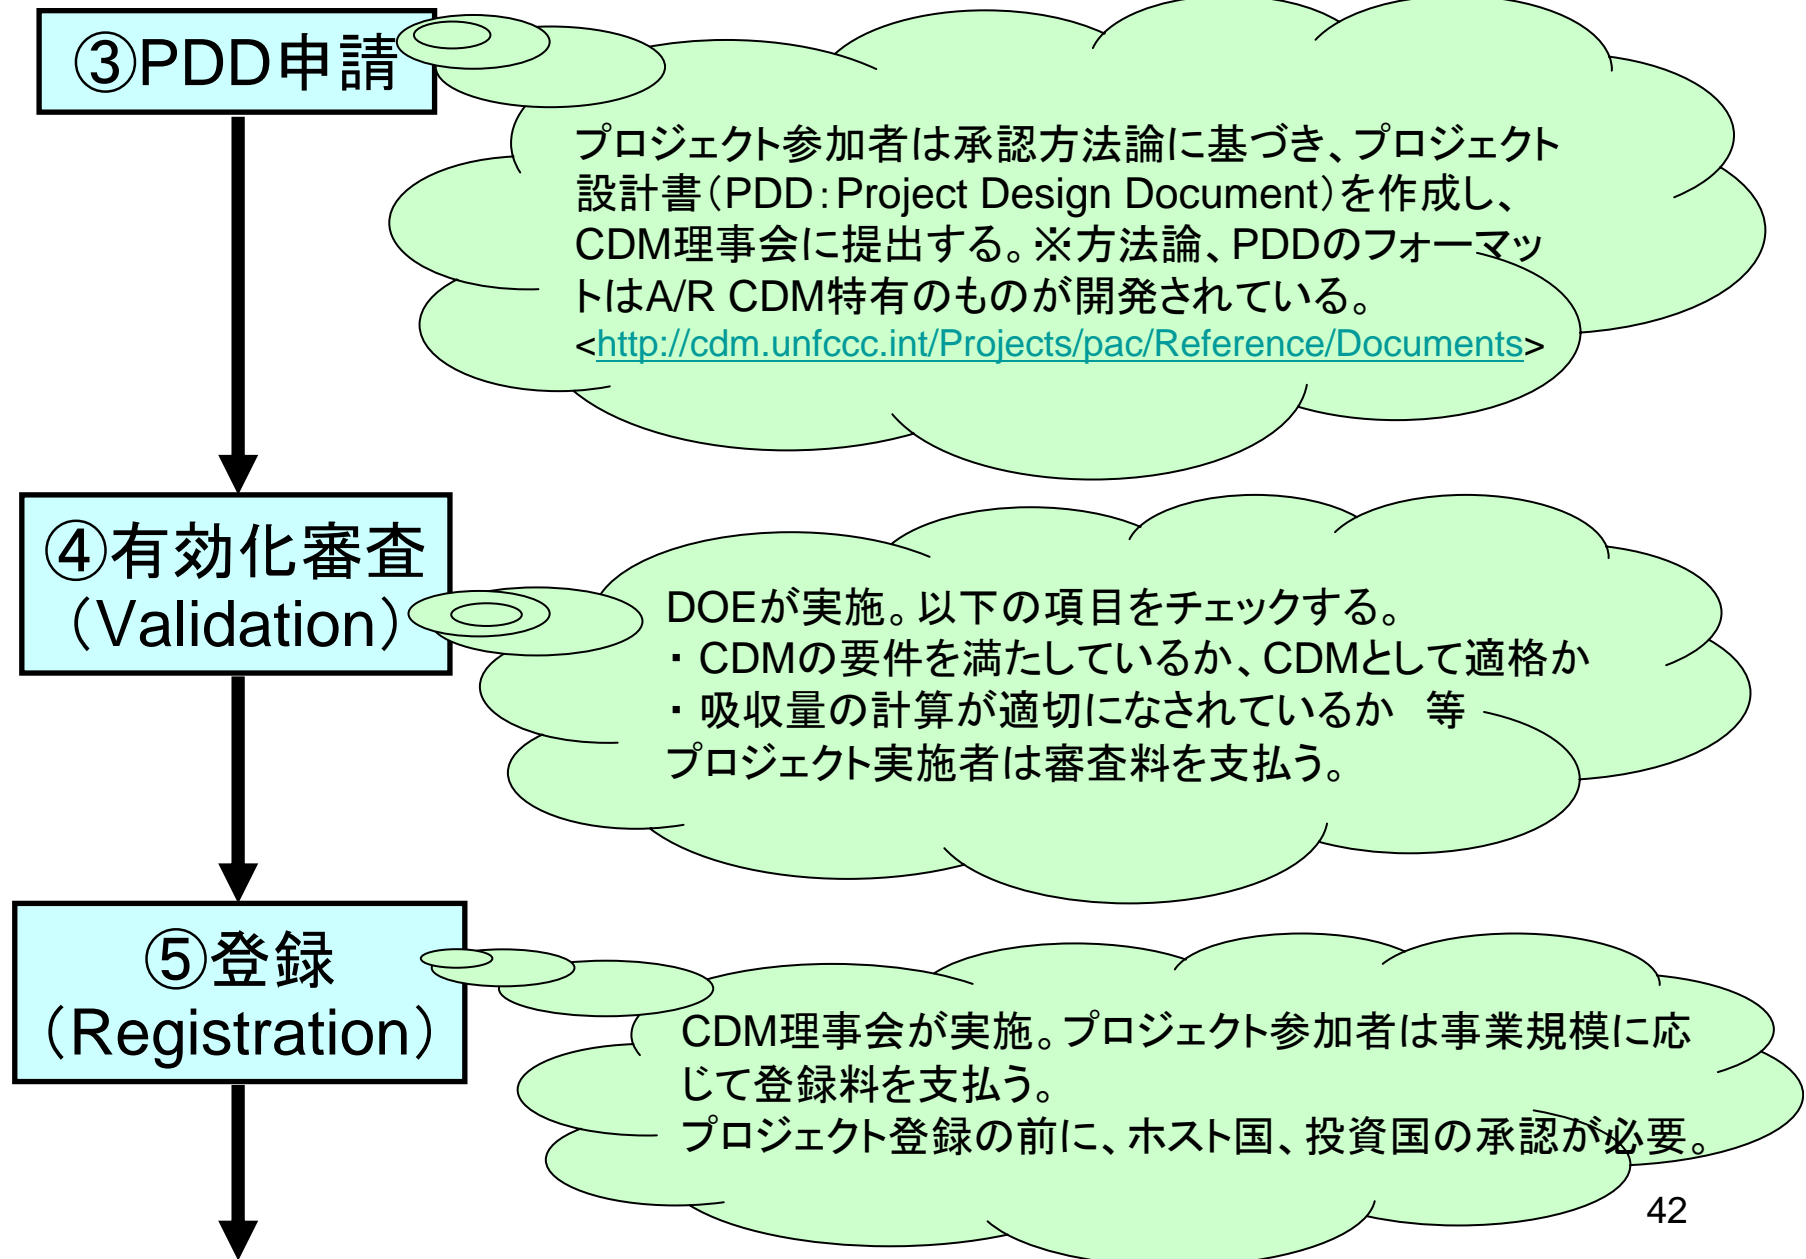 ③PDD申請
プロジェクト参加者は承認方法論に基づき、プロジェクト
設計書（PDD：Project Design Document）を作成し、
CDM理事会に提出する。※方法論、PDDのフォーマッ
トはA/R CDM特有のものが開発されている。
<http://cdm.unfccc.int/Projects/pac/Reference/Documents>
④有効化審査
（Validation）
DOEが実施。以下の項目をチェックする。
・ CDMの要件を満たしているか、CDMとして適格か
・ 吸収量の計算が適切になされているか　等
プロジェクト実施者は審査料を支払う。
⑤登録
（Registration）
CDM理事会が実施。プロジェクト参加者は事業規模に応
じて登録料を支払う。
プロジェクト登録の前に、ホスト国、投資国の承認が必要。
42